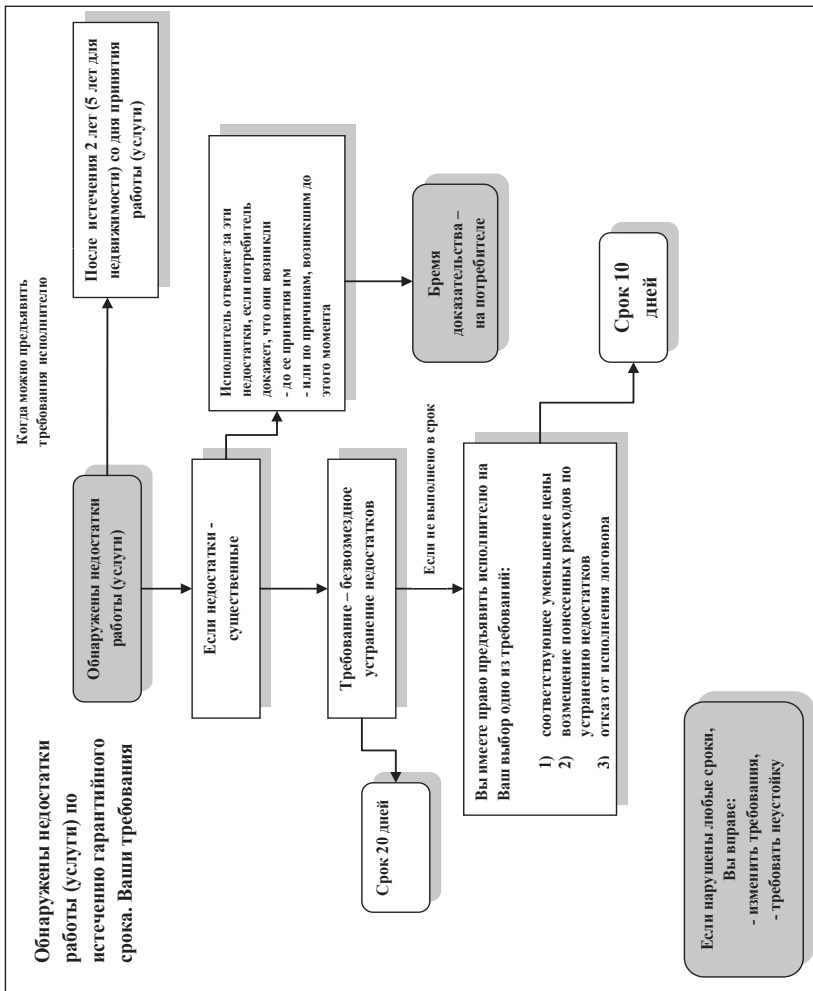 Обнаружены недостатки
работы (услуги) по
истечению гарантийного
срока. Ваши требования
Когда можно предъявить
требования исполнителю
Обнаружены недостатки
работы (услуги)
После истечения 2 лет (5 лет для
недвижимости) со дня принятия
работы (услуги)
Если недостатки -
существенные
Исполнитель отвечает за эти
недостатки, если потребитель
докажет, что они возникли
- до ее принятия им
- или по причинам, возникшим до
этого момента
Бремя
доказательства –
на потребителе
Требование – безвозмездное
устранение недостатков
Срок 20 дней
Если не выполнено в срок
Вы имеете право предъявить исполнителю на
Ваш выбор одно из требований:
1) соответствующее уменьшение цены
2) возмещение понесенных расходов по
устранению недостатков
3) отказ от исполнения договора
Срок 10
дней
Если нарушены любые сроки,
Вы вправе:
- изменить требования,
- требовать неустойку